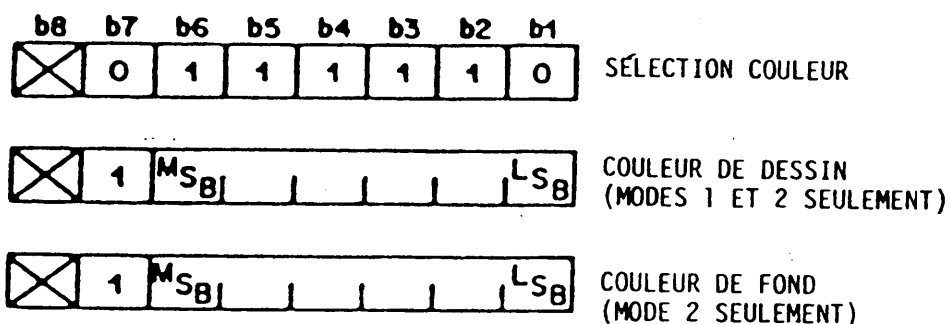 b8 b7 b6 b5 b4 b3 b2 b1
0 1 1 1 1 1 0 SÉLECTION COULEUR
1 MSB LSB COULEUR DE DESSIN
(MODES 1 ET 2 SEULEMENT)
1 MSB LSB COULEUR DE FOND
(MODE 2 SEULEMENT)